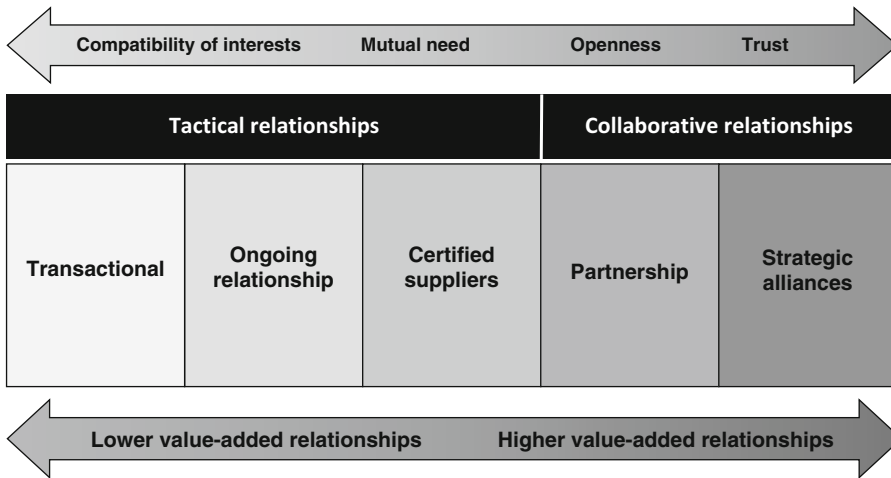 Compatibility of interests Mutual need Openness Trust
Tactical relationships Collaborative relationships
Transactional
Ongoing
relationship
Certified
suppliers
Partnership
Strategic
alliances
Lower value-added relationships Higher value-added relationships